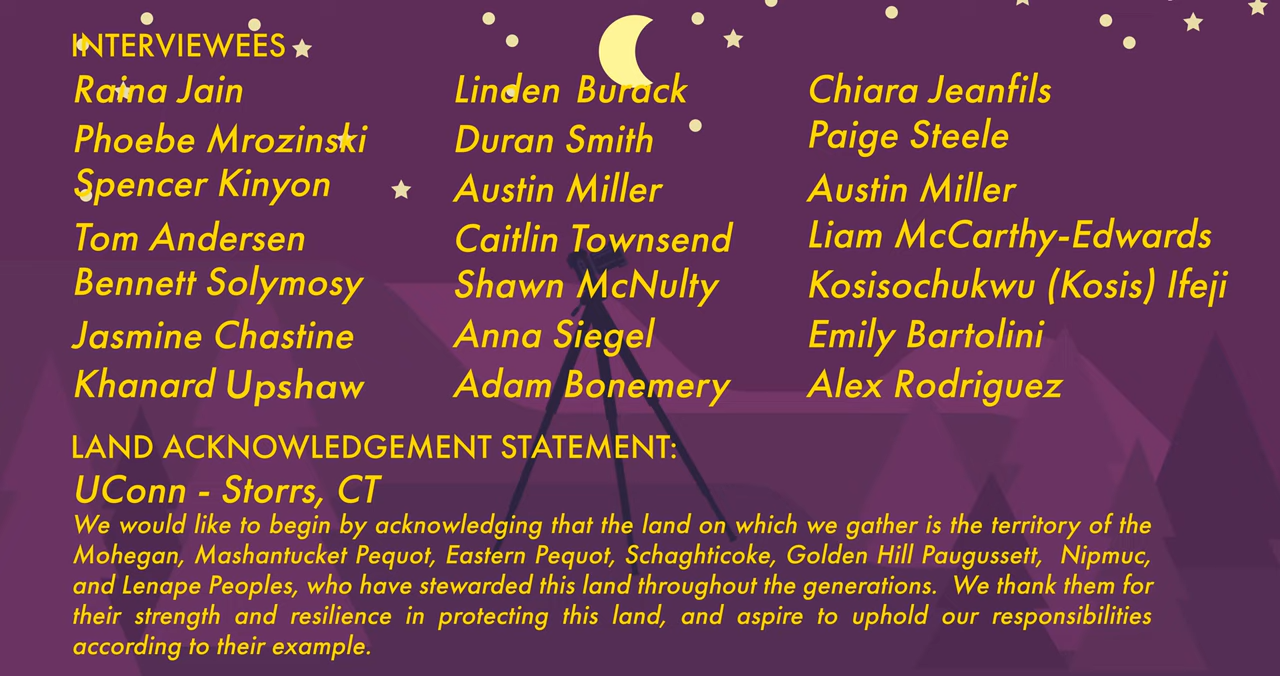 INTERVIEWEES
Raina Jain
Phoebe Mrozinski
Spencer Kinyon
Tom Andersen
Bennett Solymosy
Jasmine Chastine
Khanard Upshaw
Linden Burack
Duran Smith
Austin Miller
Caitlin Townsend
Shawn McNulty
Anna Siegel
Adam Bonemery
Chiara Jeanfils
Paige Steele
Austin Miller
Liam McCarthy-Edwards
Kosisochukwu (Kosis) Ifeji
Emily Bartolini
Alex Rodriguez
LAND ACKNOWLEDGEMENT STATEMENT:
UConn - Storrs, CT
We would like to begin by acknowledging that the land on which we gather is the territory of the
Mohegan, Mashantucket Pequot, Eastern Pequot, Schaghticoke, Golden Hill Paugussett, Nipmuc,
and Lenape Peoples, who have stewarded this land throughout the generations. We thank them for
their strength and resilience in protecting this land, and aspire to uphold our responsibilities
according to their example.